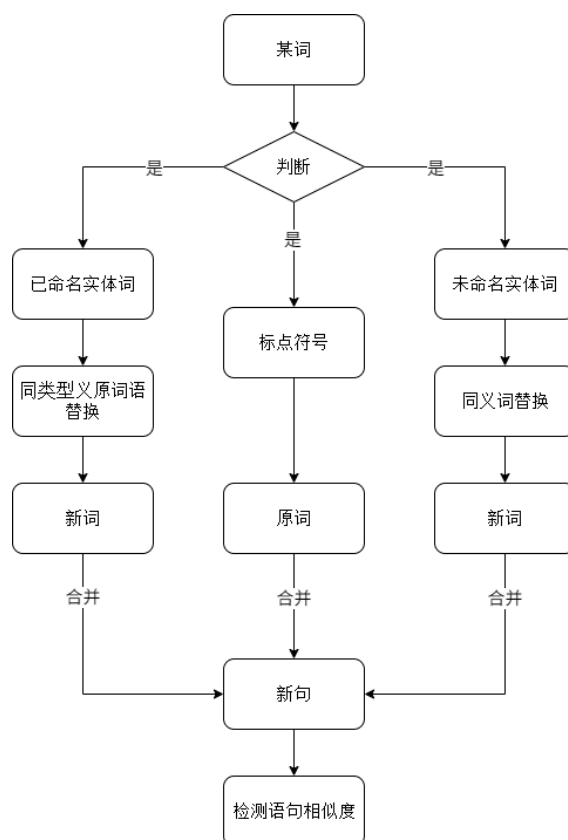 某词
判断
是
是
是
已命名实体词
标点符号
未命名实体词
同类型义原词语
替换
同义词替换
新词
原词
新词
合并
合并
合并
新句
检测语句相似度